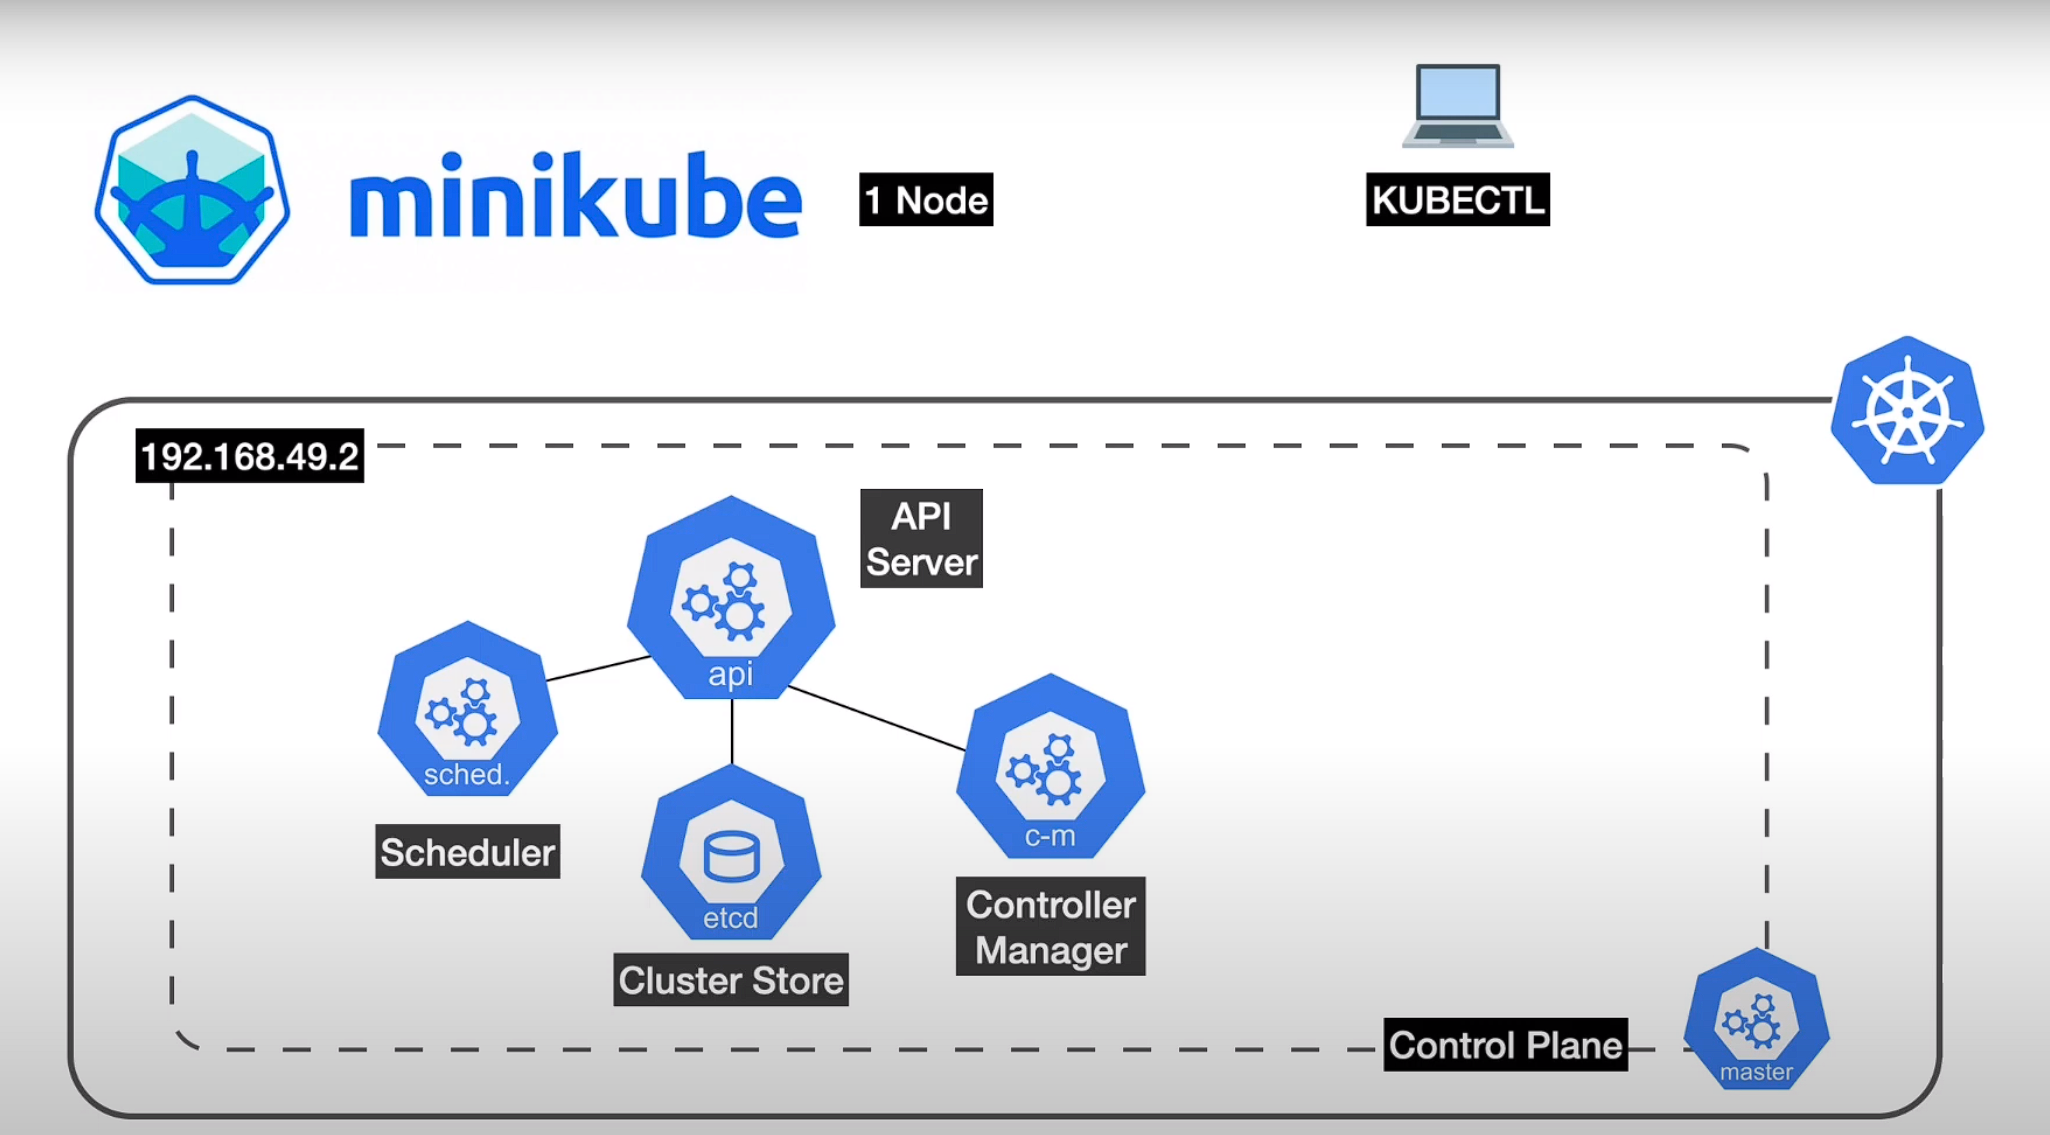 minikube
1 Node
KUBECTL
192.168.49.2
API
Server
api
sched.
Scheduler
etcd
Cluster Store
c-m
Controller
Manager
Control Plane
master